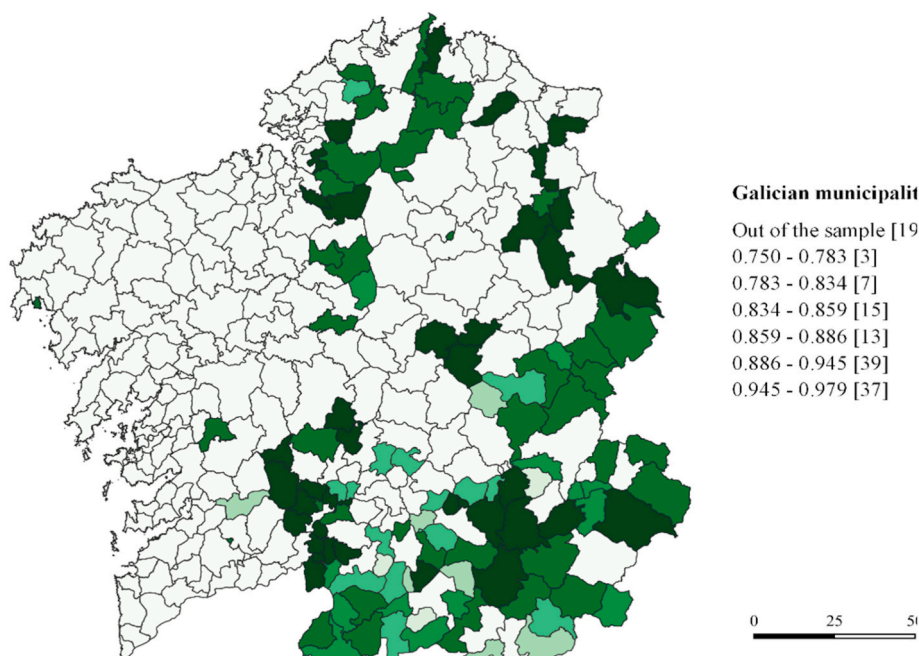 Galician municipalit
Out of the sample [19
0.750 - 0.783 [3]
0.783 - 0.834 [7]
0.834 - 0.859 [15]
0.859 - 0.886 [13]
0.886 - 0.945 [39]
0.945 - 0.979 [37]
0 25 50